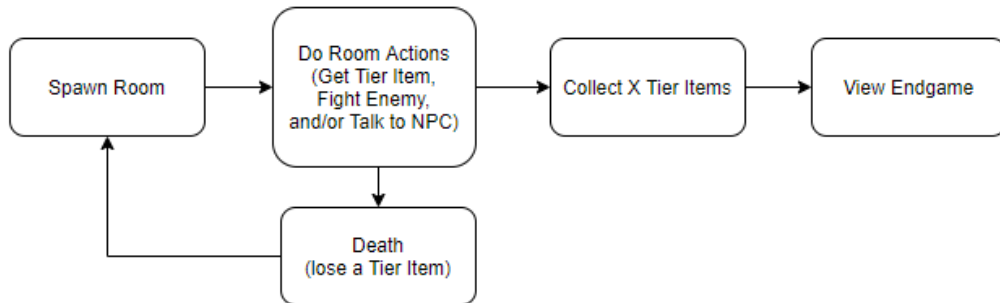 Spawn Room
Do Room Actions
(Get Tier Item,
Fight Enemy,
and/or Talk to NPC)
Collect X Tier Items
View Endgame
Death
(lose a Tier Item)